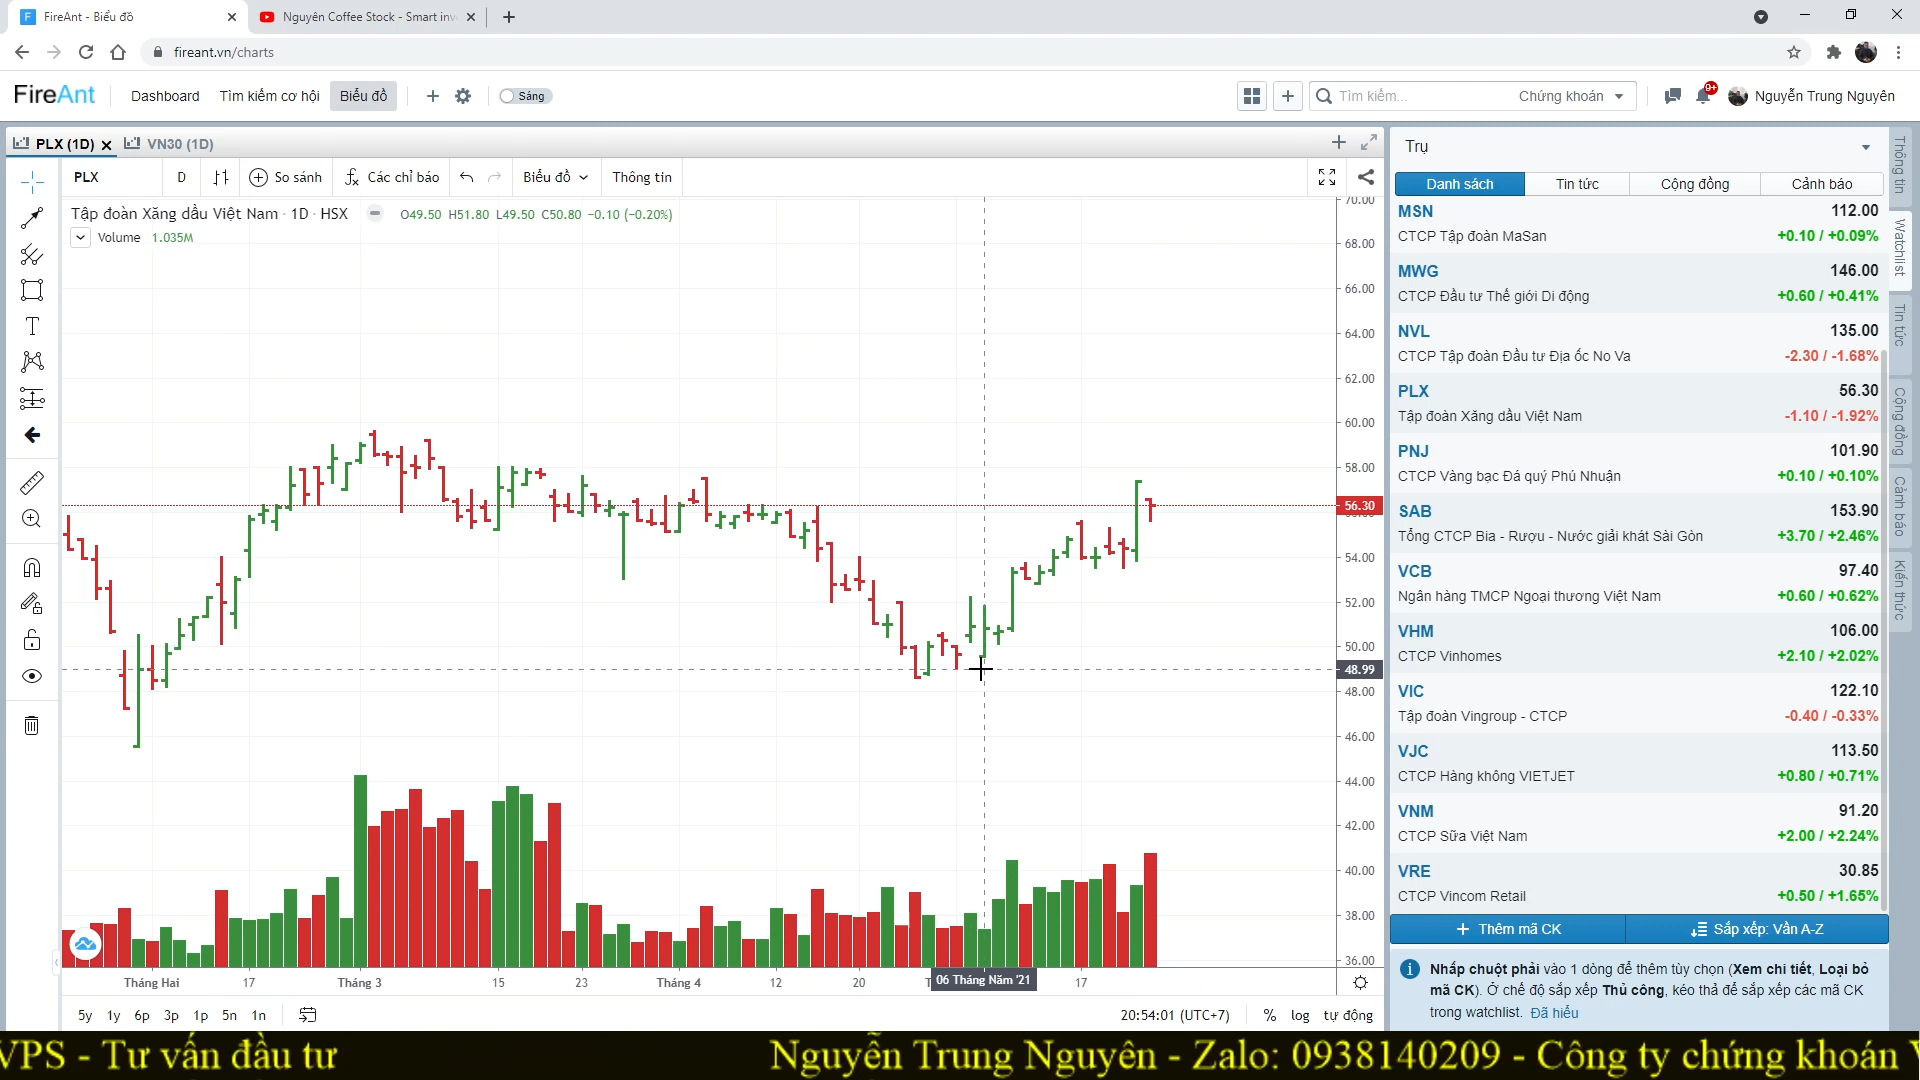 FireAnt - Biểu đồ
Nguyên Coffee Stock - Smart inv
fireant.vn/charts
FireAnt
Dashboard
Tìm kiếm cơ hội
Biểu đồ
Sáng
Tìm kiếm...
Chứng khoán
9+
Nguyễn Trung Nguyên
PLX (1D)
VN30 (1D)
PLX
D
So sánh
Các chỉ báo
Biểu đồ
Thông tin
Tập đoàn Xăng dầu Việt Nam · 1D · HSX
O49.50 H51.80 L49.50 C50.80 −0.10 (−0.20%)
Volume 1.035M
70.00
68.00
66.00
64.00
62.00
60.00
58.00
56.30
54.00
52.00
50.00
48.99
48.00
46.00
44.00
42.00
40.00
38.00
36.00
Tháng Hai
17
Tháng 3
15
23
Tháng 4
12
20
06 Tháng Năm '21
17
5y 1y 6p 3p 1p 5n 1n
20:54:01 (UTC+7)
% log tự động
Trụ
Danh sách
Tin tức
Cộng đồng
Cảnh báo
MSN 112.00
CTCP Tập đoàn MaSan +0.10 / +0.09%
MWG 146.00
CTCP Đầu tư Thế giới Di động +0.60 / +0.41%
NVL 135.00
CTCP Tập đoàn Đầu tư Địa ốc No Va -2.30 / -1.68%
PLX 56.30
Tập đoàn Xăng dầu Việt Nam -1.10 / -1.92%
PNJ 101.90
CTCP Vàng bạc Đá quý Phú Nhuận +0.10 / +0.10%
SAB 153.90
Tổng CTCP Bia - Rượu - Nước giải khát Sài Gòn +3.70 / +2.46%
VCB 97.40
Ngân hàng TMCP Ngoại thương Việt Nam +0.60 / +0.62%
VHM 106.00
CTCP Vinhomes +2.10 / +2.02%
VIC 122.10
Tập đoàn Vingroup - CTCP -0.40 / -0.33%
VJC 113.50
CTCP Hàng không VIETJET +0.80 / +0.71%
VNM 91.20
CTCP Sữa Việt Nam +2.00 / +2.24%
VRE 30.85
CTCP Vincom Retail +0.50 / +1.65%
Thêm mã CK
Sắp xếp: Vần A-Z
Nhấp chuột phải vào 1 dòng để thêm tùy chọn (Xem chi tiết, Loại bỏ
mã CK). Ở chế độ sắp xếp Thủ công, kéo thả để sắp xếp các mã CK
trong watchlist. Đã hiểu
Thông tin
Watchlist
Tin tức
Cộng đồng
Cảnh báo
Kiến thức
VPS - Tư vấn đầu tư
Nguyễn Trung Nguyên - Zalo: 0938140209 - Công ty chứng khoán V